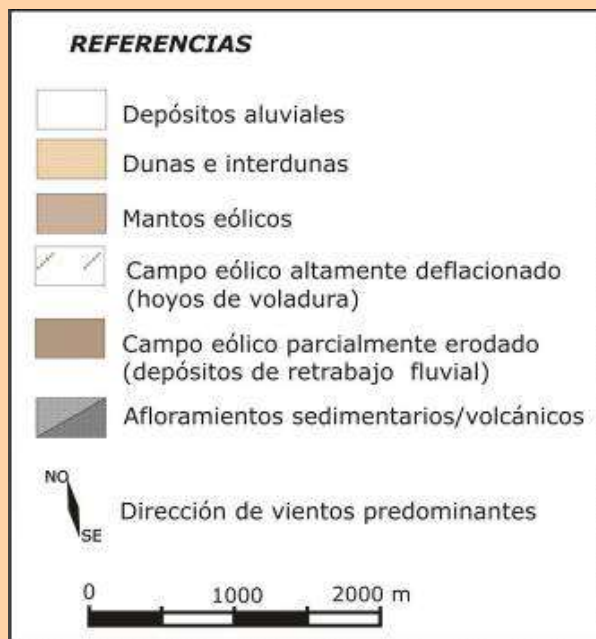 REFERENCIAS
Depósitos aluviales
Dunas e interdunas
Mantos eólicos
Campo eólico altamente deflacionado
(hoyos de voladura)
Campo eólico parcialmente erodado
(depósitos de retrabajo fluvial)
Afloramientos sedimentarios/volcánicos
NO
SE
Dirección de vientos predominantes
0 1000 2000 m